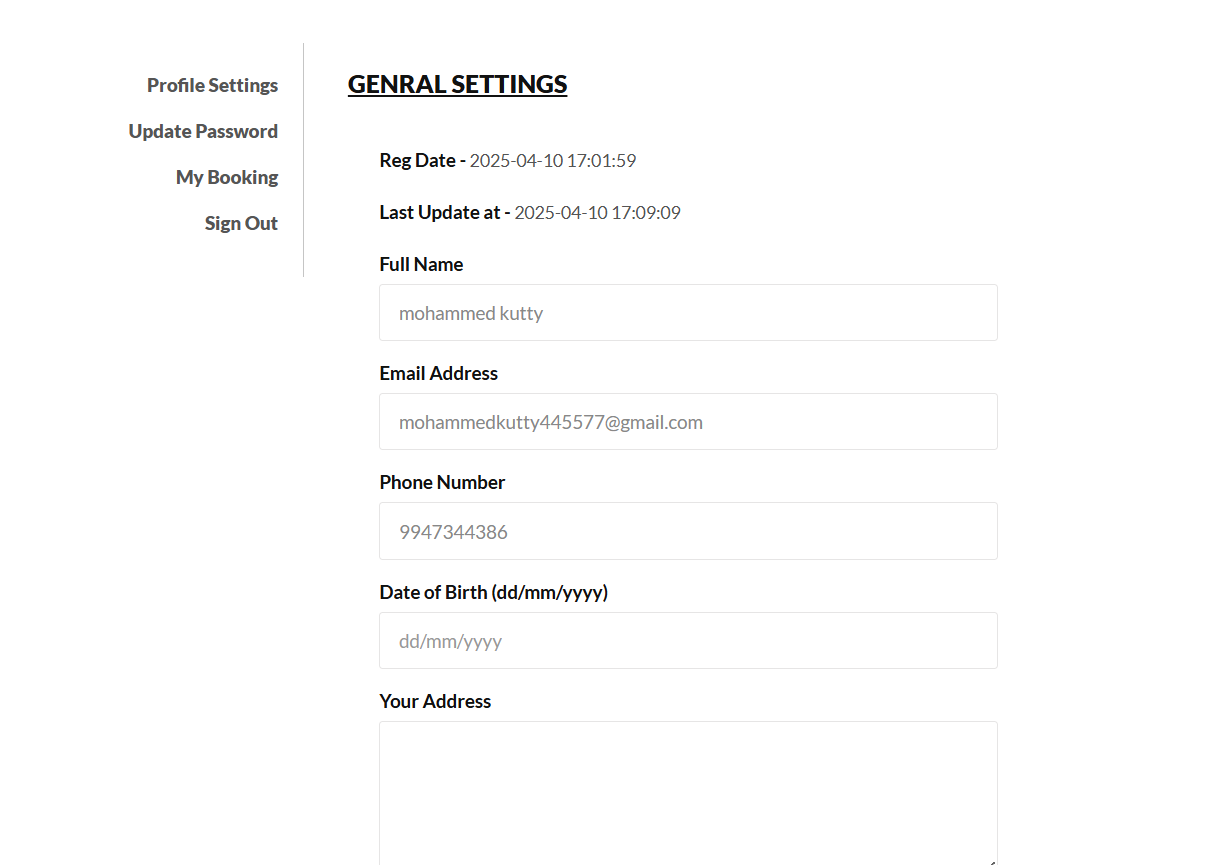 Profile Settings
Update Password
My Booking
Sign Out
GENRAL SETTINGS
Reg Date - 2025-04-10 17:01:59
Last Update at - 2025-04-10 17:09:09
Full Name
mohammed kutty
Email Address
mohammedkutty445577@gmail.com
Phone Number
9947344386
Date of Birth (dd/mm/yyyy)
dd/mm/yyyy
Your Address